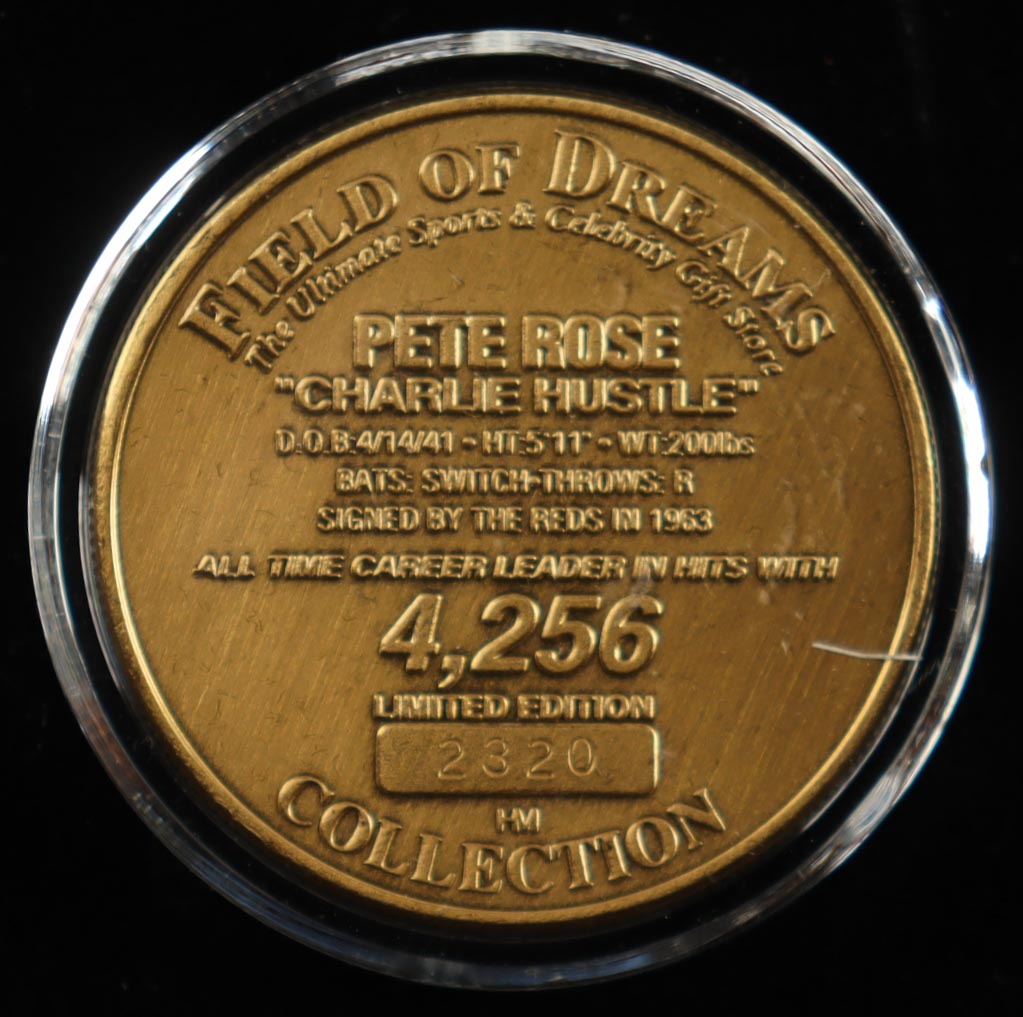 FIELD OF DREAMS
The Ultimate Sports & Celebrity Gift Store
PETE ROSE
"CHARLIE HUSTLE"
D.O.B:4/14/41 • HT:5'11" • WT:200lbs
BATS: SWITCH-THROWS: R
SIGNED BY THE REDS IN 1963
ALL TIME CAREER LEADER IN HITS WITH
4,256
LIMITED EDITION
2320
HM
COLLECTION